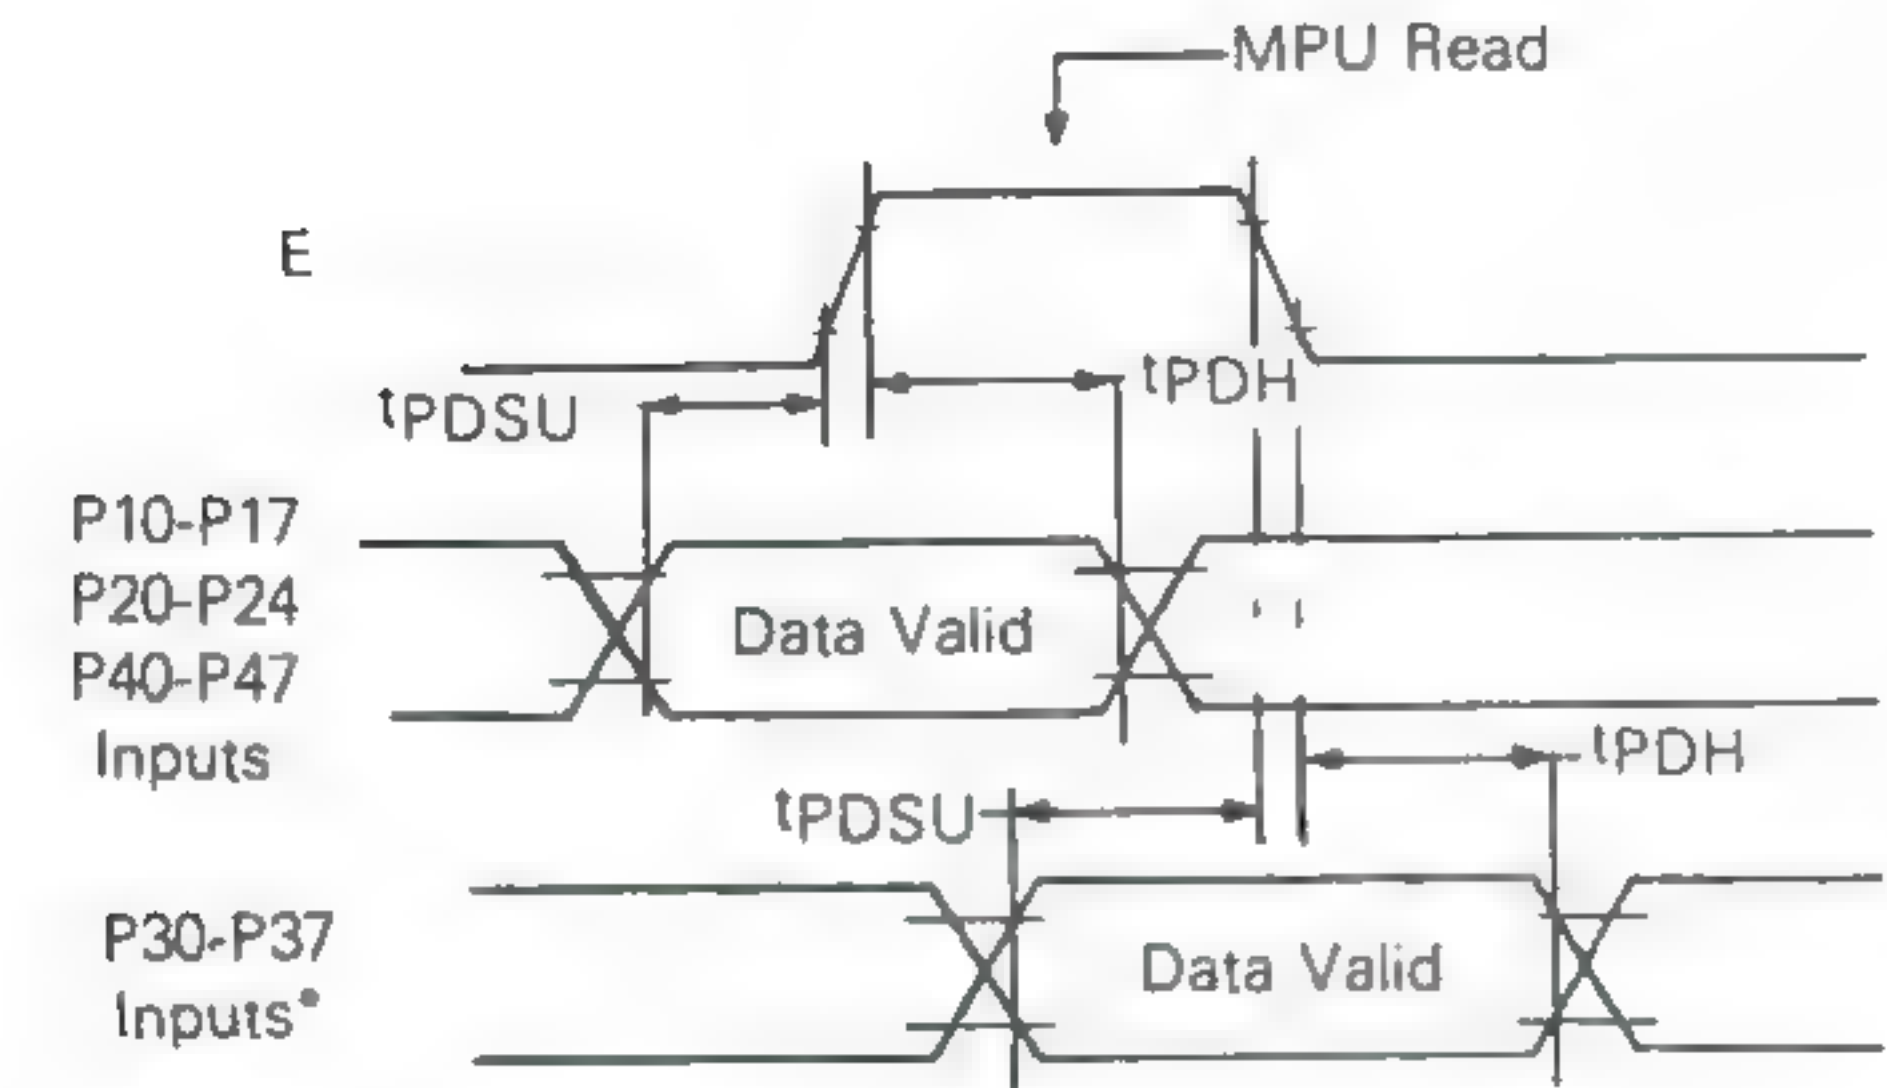 MPU Read
E
tPDH
tPDSU
P10-P17
P20-P24
P40-P47
Inputs
Data Valid
tPDH
tPDSU
P30-P37
Inputs*
Data Valid